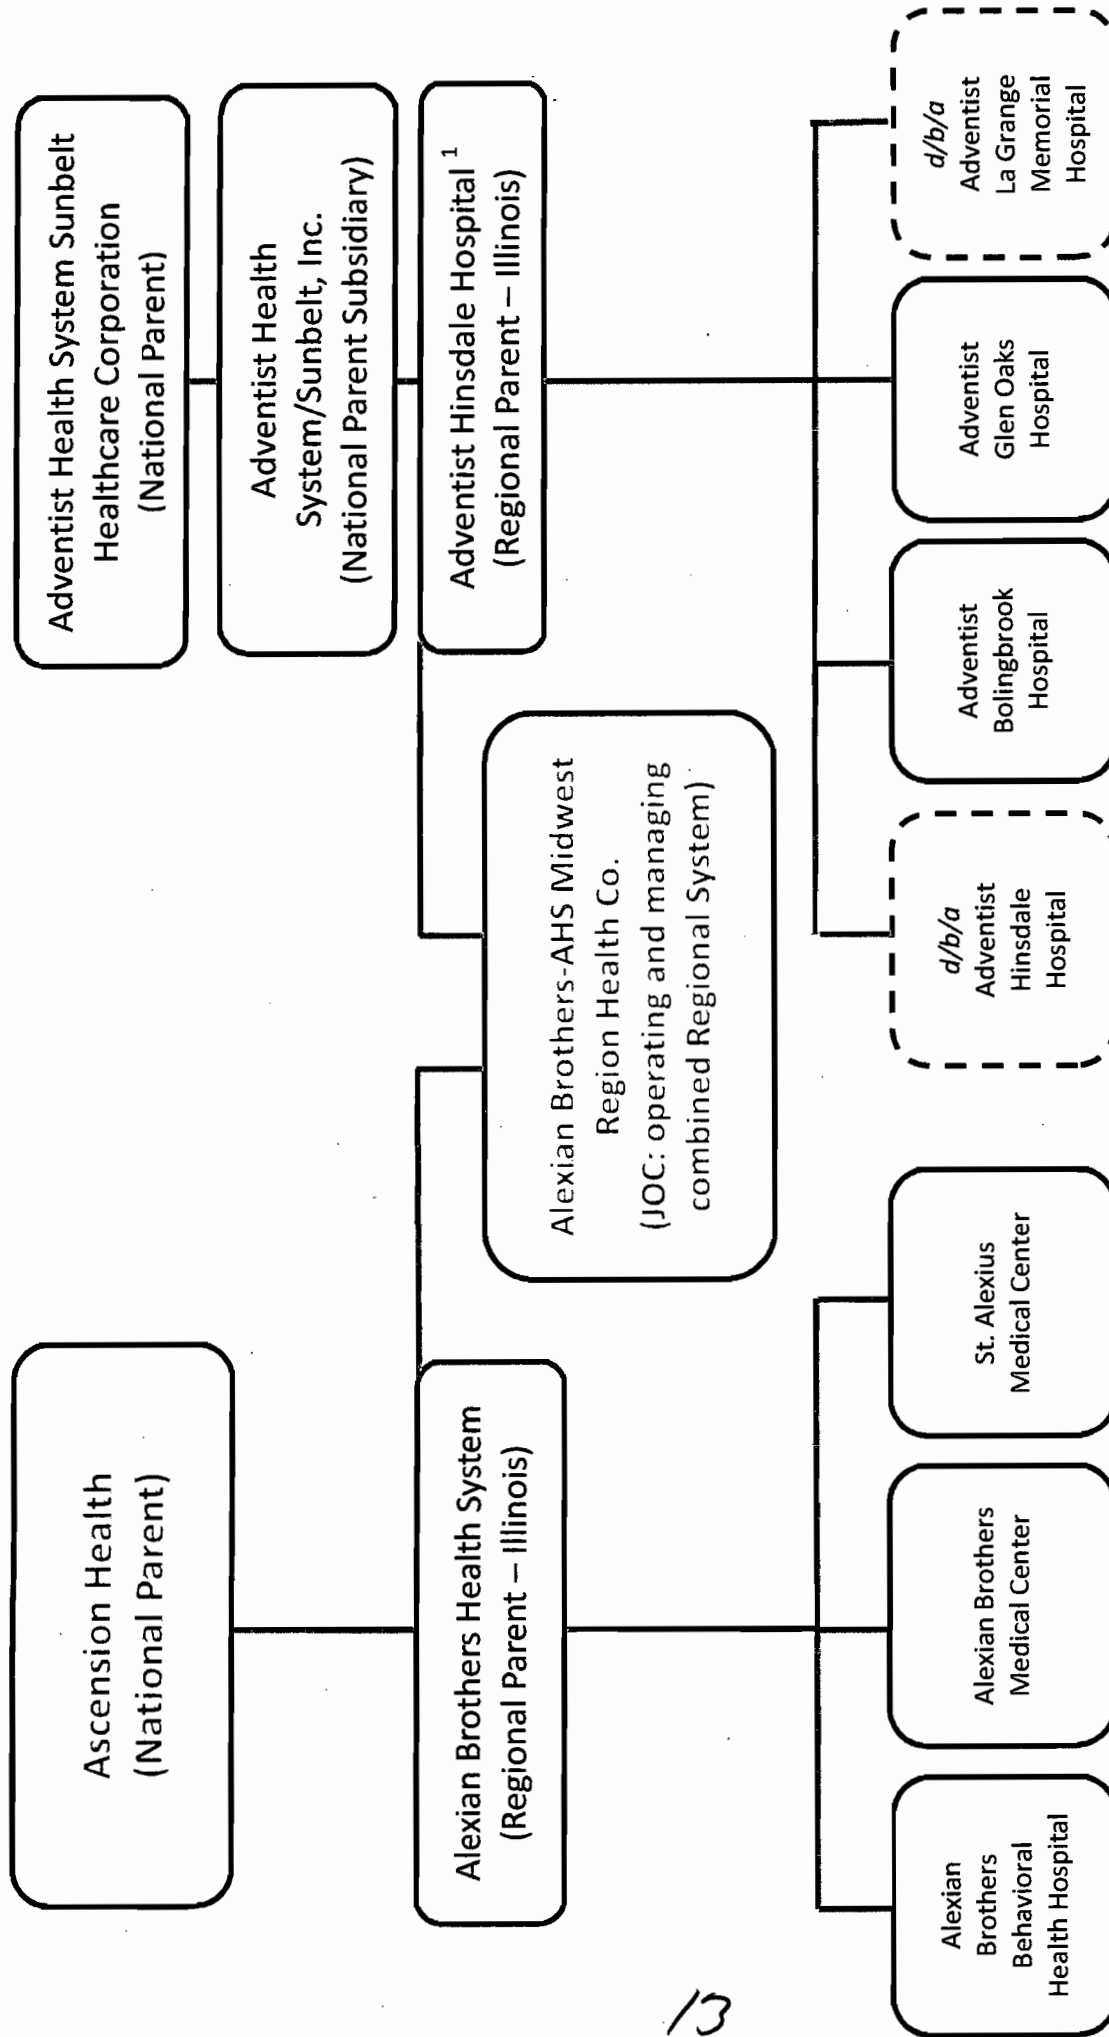 Ascension Health
(National Parent)
Adventist Health System Sunbelt
Healthcare Corporation
(National Parent)
Adventist Health
System/Sunbelt, Inc.
(National Parent Subsidiary)
Alexian Brothers Health System
(Regional Parent – Illinois)
Adventist Hinsdale Hospital 1
(Regional Parent – Illinois)
Alexian Brothers-AHS Midwest
Region Health Co.
(JOC: operating and managing
combined Regional System)
Alexian
Brothers
Behavioral
Health Hospital
Alexian Brothers
Medical Center
St. Alexius
Medical Center
d/b/a
Adventist
Hinsdale
Hospital
Adventist
Bolingbrook
Hospital
Adventist
Glen Oaks
Hospital
d/b/a
Adventist
La Grange
Memorial
Hospital
13